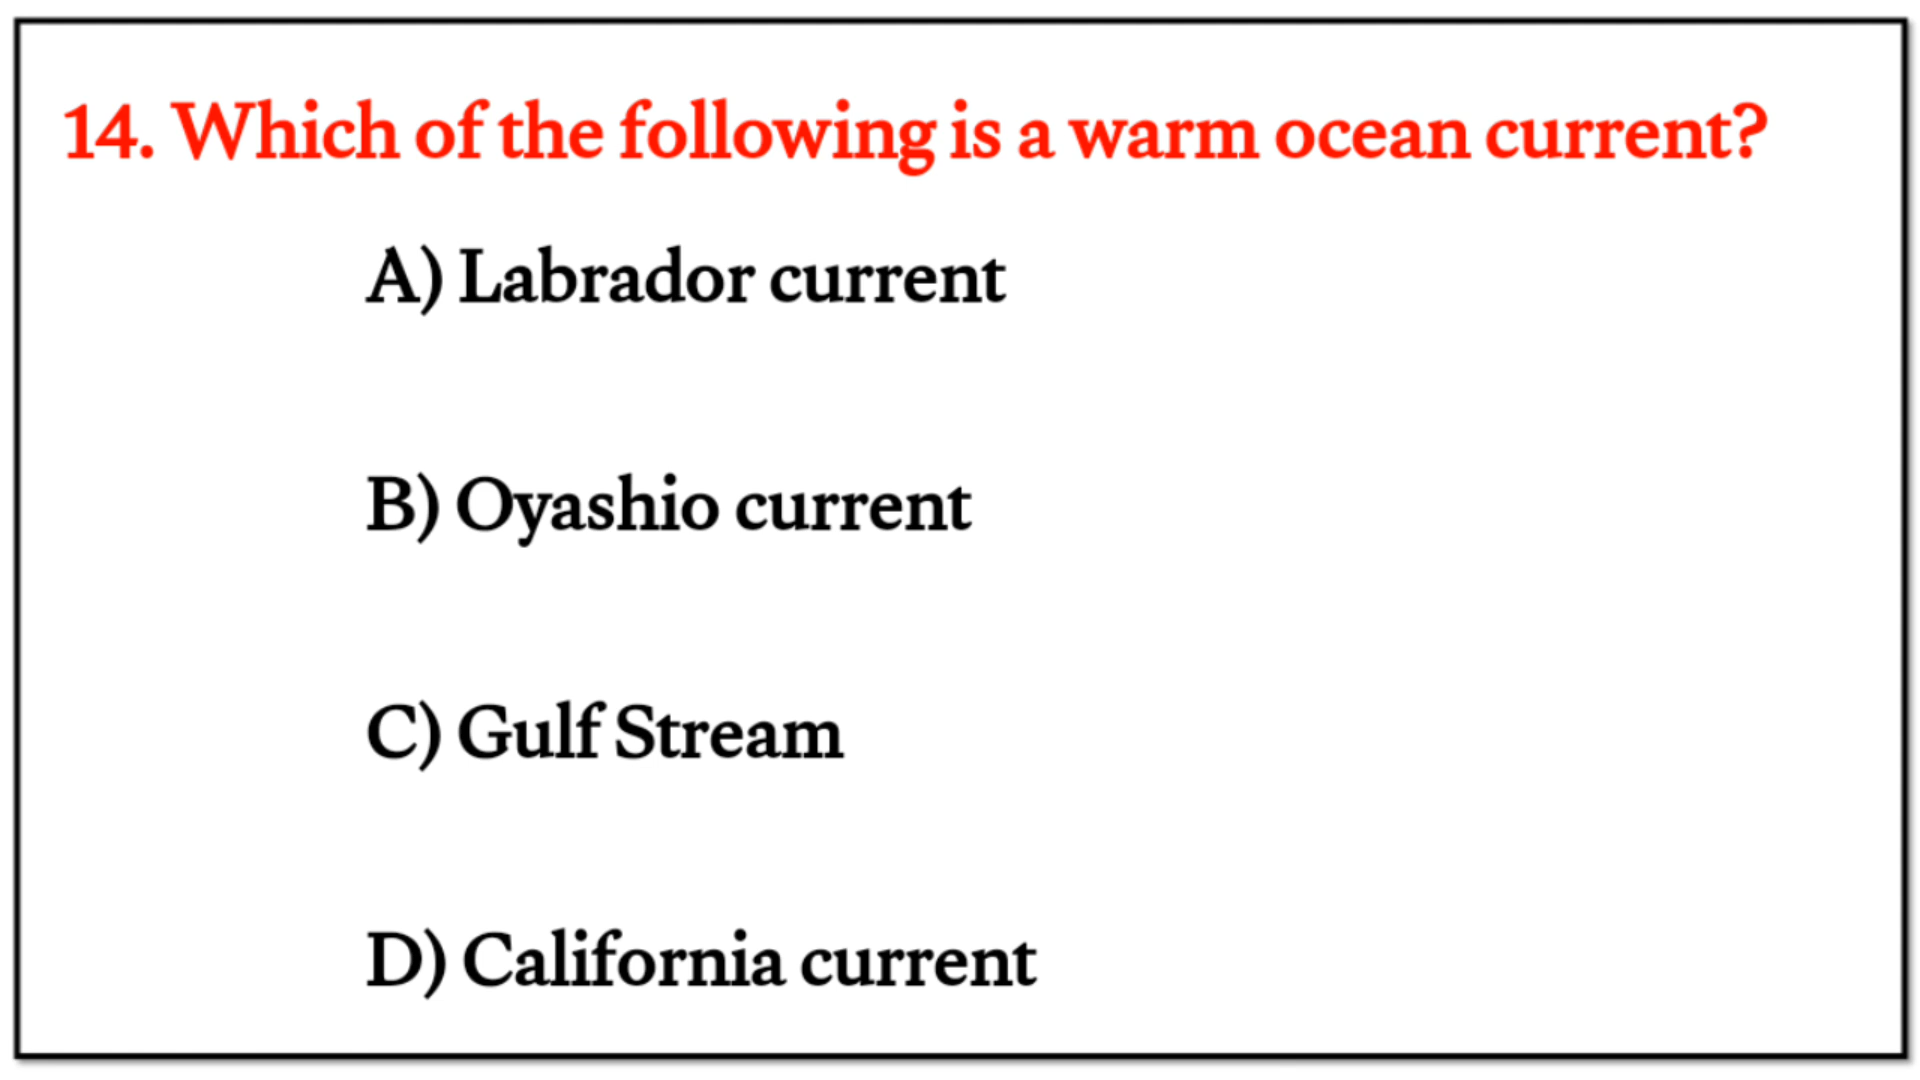 14. Which of the following is a warm ocean current?
A) Labrador current
B) Oyashio current
C) Gulf Stream
D) California current